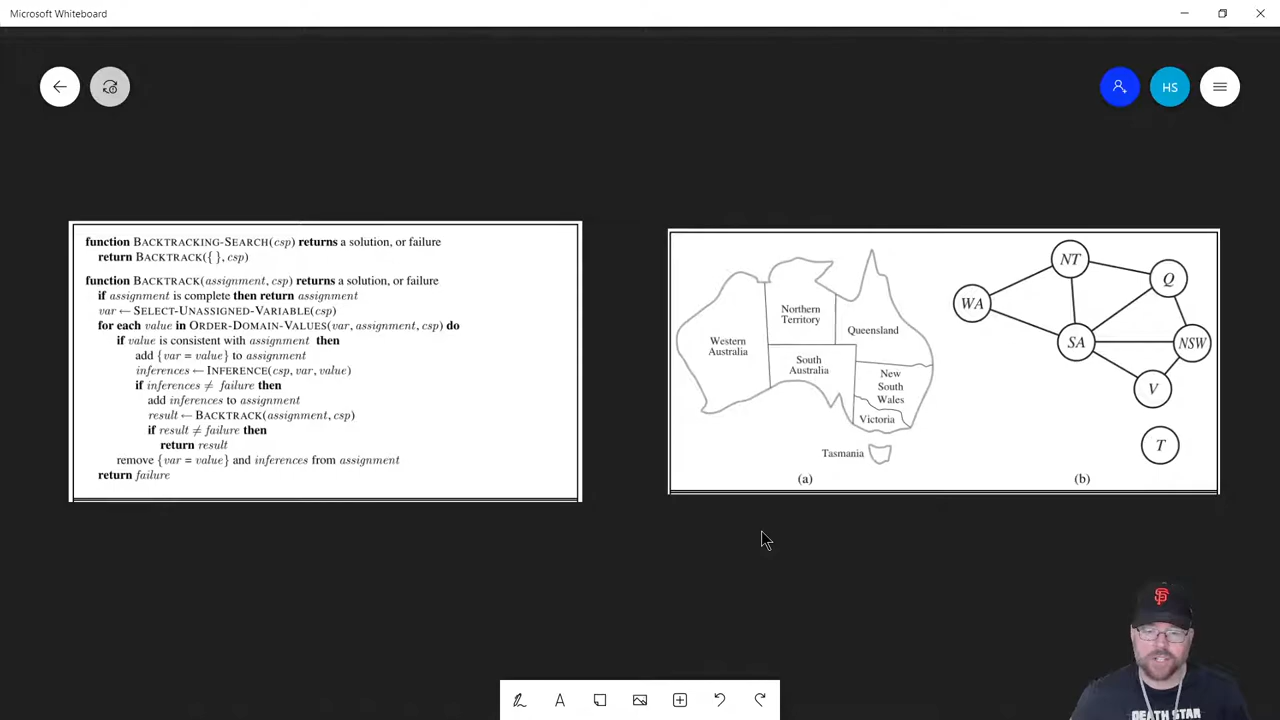 Microsoft Whiteboard
HS
function BACKTRACKING-SEARCH(csp) returns a solution, or failure
return BACKTRACK({ }, csp)
function BACKTRACK(assignment, csp) returns a solution, or failure
if assignment is complete then return assignment
var ← SELECT-UNASSIGNED-VARIABLE(csp)
for each value in ORDER-DOMAIN-VALUES(var, assignment, csp) do
if value is consistent with assignment then
add {var = value} to assignment
inferences ← INFERENCE(csp, var, value)
if inferences ≠ failure then
add inferences to assignment
result ← BACKTRACK(assignment, csp)
if result ≠ failure then
return result
remove {var = value} and inferences from assignment
return failure
Western
Australia
Northern
Territory
South
Australia
Queensland
New
South
Wales
Victoria
Tasmania
(a)
NT
Q
WA
SA
NSW
V
T
(b)
SF
DEATH STAR